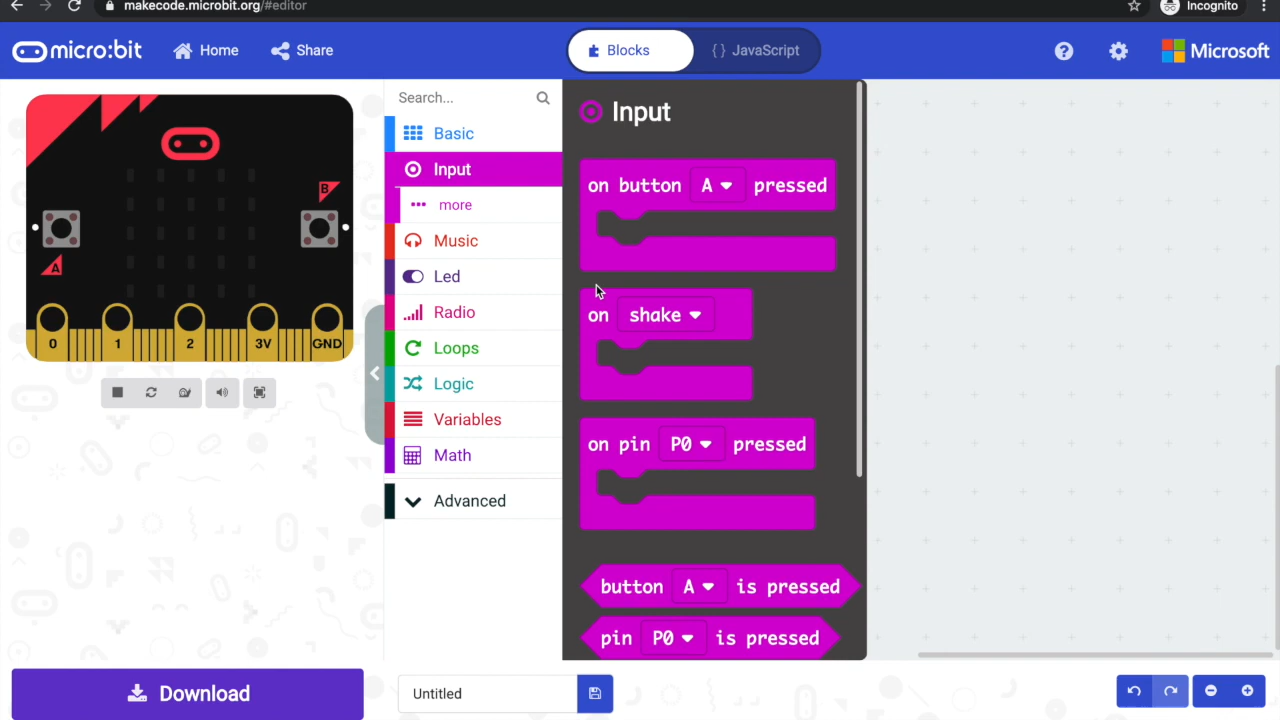 makecode.microbit.org/#editor
Incognito
micro:bit
Home
Share
Blocks
{ } JavaScript
?
Microsoft
Search...
Basic
Input
more
Music
Led
Radio
Loops
Logic
Variables
Math
Advanced
Input
on button A pressed
on shake
on pin P0 pressed
button A is pressed
pin P0 is pressed
B
A
0 1 2 3V GND
Download
Untitled